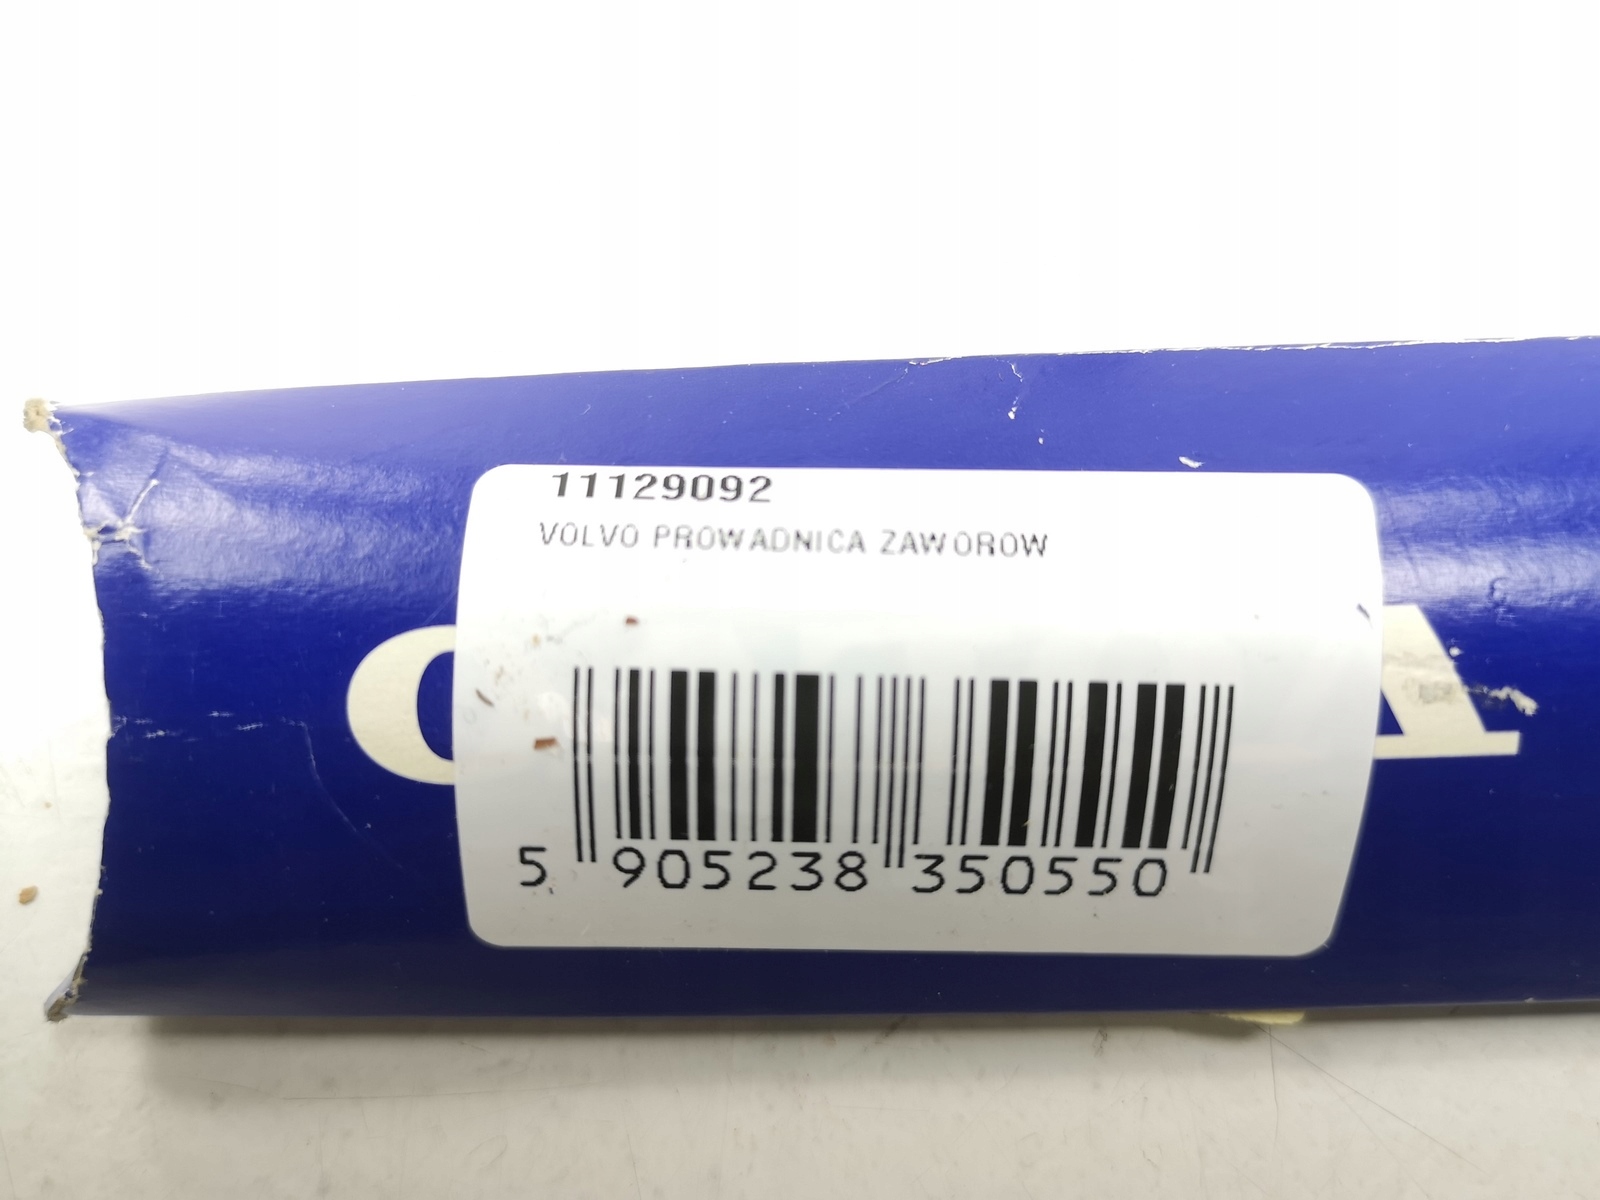 11129092
VOLVO PROWADNICA ZAWOROW
5 905238 350550